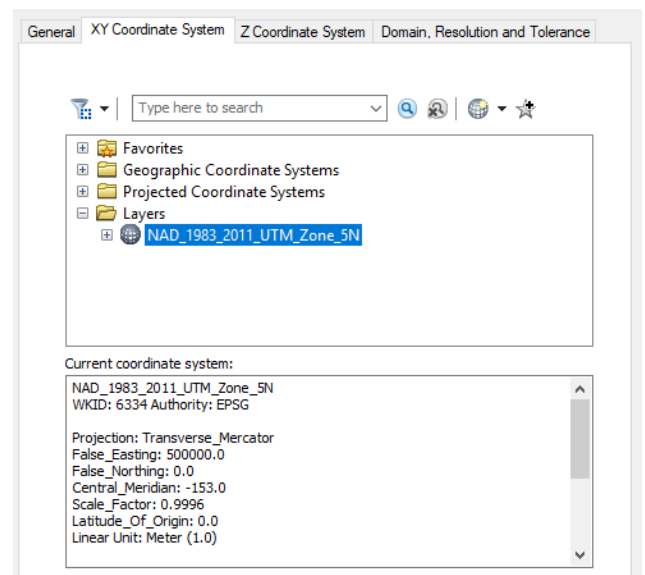 General XY Coordinate System Z Coordinate System Domain, Resolution and Tolerance
Type here to search
Favorites
Geographic Coordinate Systems
Projected Coordinate Systems
Layers
NAD_1983_2011_UTM_Zone_5N
Current coordinate system:
NAD_1983_2011_UTM_Zone_5N
WKID: 6334 Authority: EPSG
Projection: Transverse_Mercator
False_Easting: 500000.0
False_Northing: 0.0
Central_Meridian: -153.0
Scale_Factor: 0.9996
Latitude_Of_Origin: 0.0
Linear Unit: Meter (1.0)